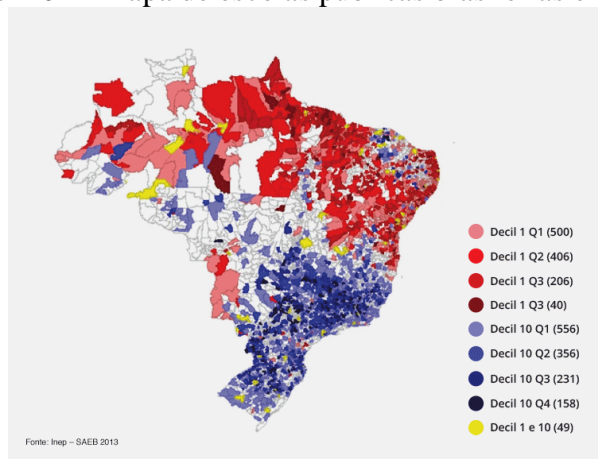 Decil 1 Q1 (500)
Decil 1 Q2 (406)
Decil 1 Q3 (206)
Decil 1 Q3 (40)
Decil 10 Q1 (556)
Decil 10 Q2 (356)
Decil 10 Q3 (231)
Decil 10 Q4 (158)
Decil 1 e 10 (49)
Fonte: Inep – SAEB 2013